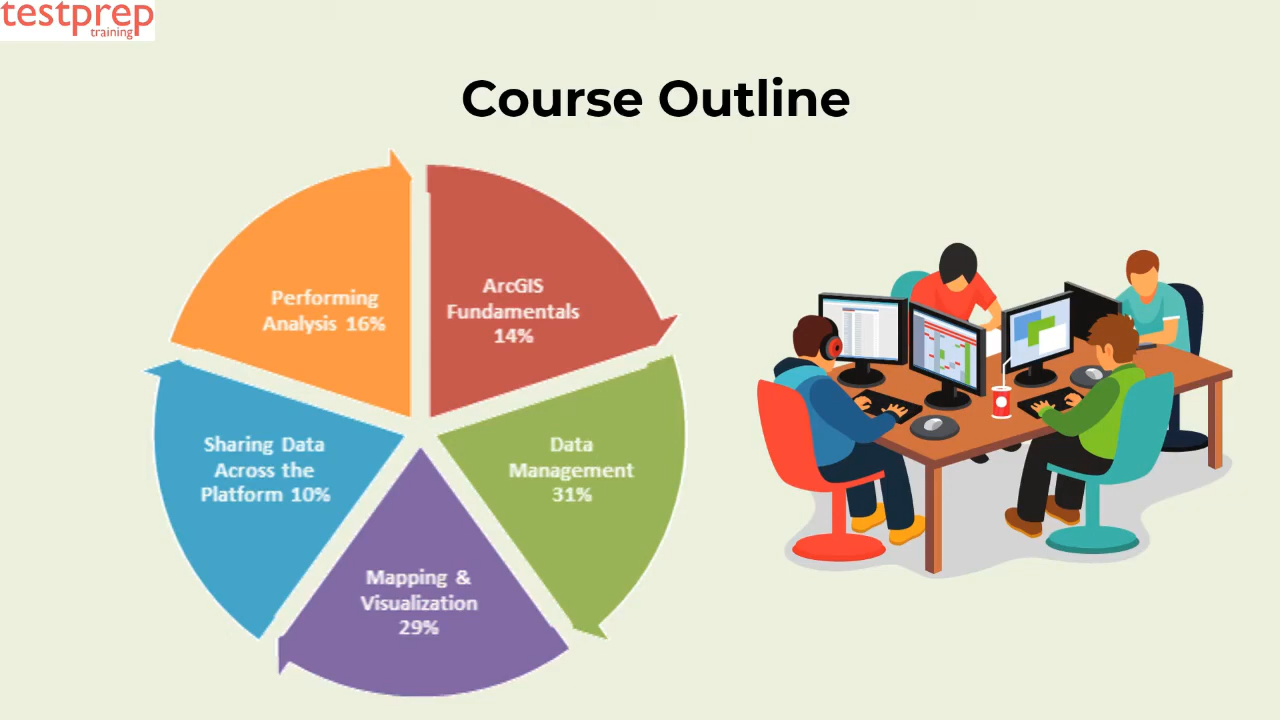 testprep
training
Course Outline
Performing
Analysis 16%
ArcGIS
Fundamentals
14%
Sharing Data
Across the
Platform 10%
Data
Management
31%
Mapping &
Visualization
29%